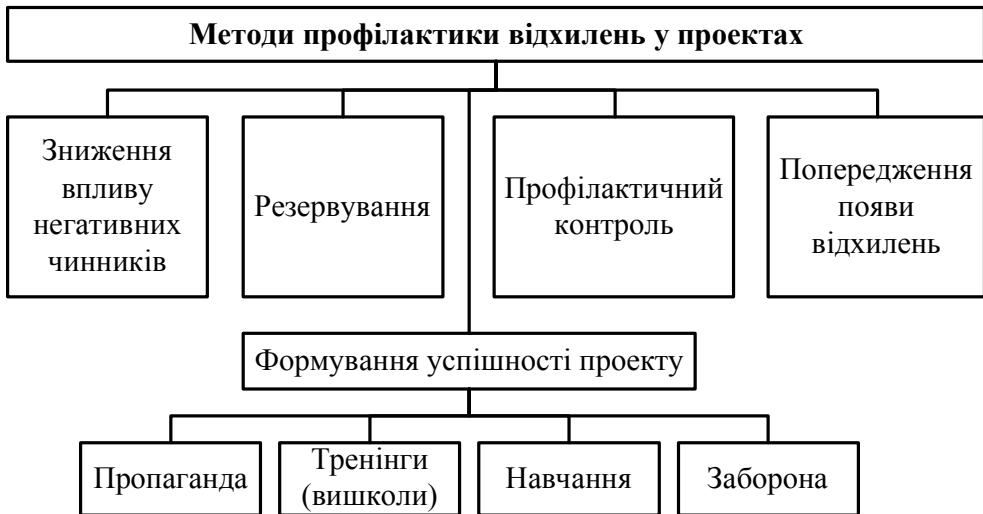 Методи профілактики відхилень у проектах
Зниження
впливу
негативних
чинників
Резервування
Профілактичний
контроль
Попередження
появи
відхилень
Формування успішності проекту
Пропаганда
Тренінги
(вишколи)
Навчання
Заборона